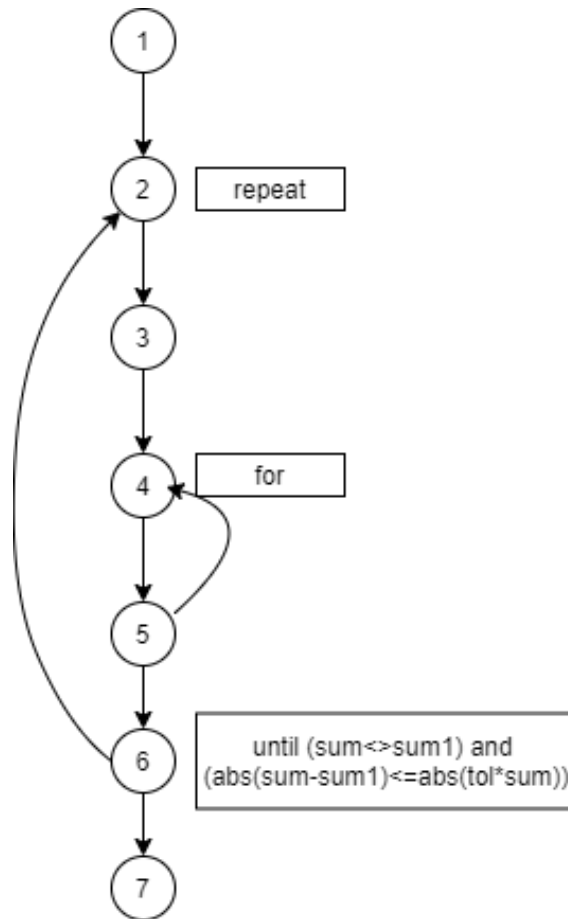 1
2
repeat
3
4
for
5
6
until (sum<>sum1) and
(abs(sum-sum1)<=abs(tol*sum))
7